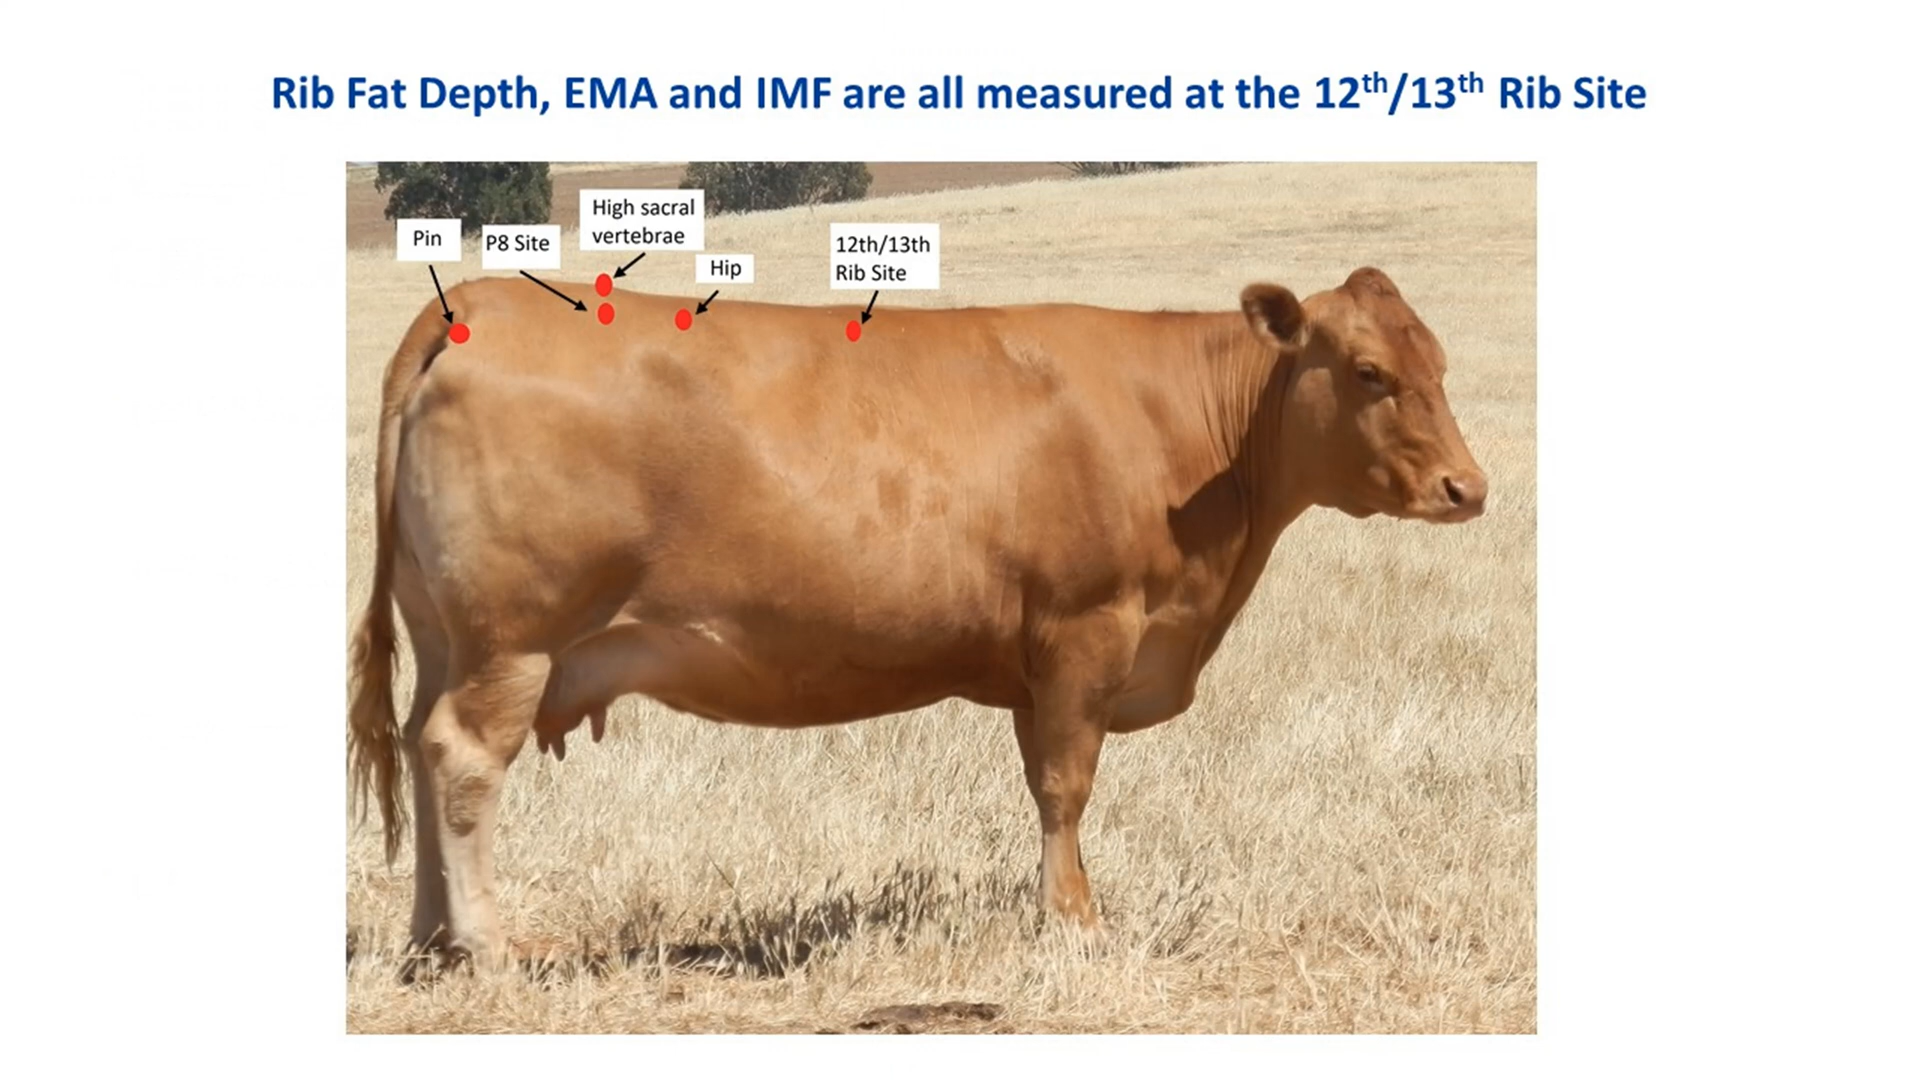 Rib Fat Depth, EMA and IMF are all measured at the 12th/13th Rib Site
High sacral
vertebrae
Pin
P8 Site
Hip
12th/13th
Rib Site